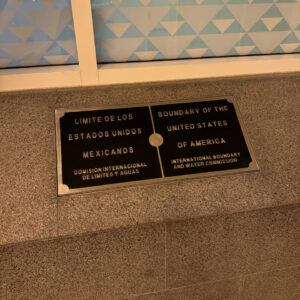 LIMITE DE LOS
ESTADOS UNIDOS
MEXICANOS
COMISIÓN INTERNACIONAL
DE LIMITES Y AGUAS
BOUNDARY OF THE
UNITED STATES
OF AMERICA
INTERNATIONAL BOUNDARY
AND WATER COMMISSION